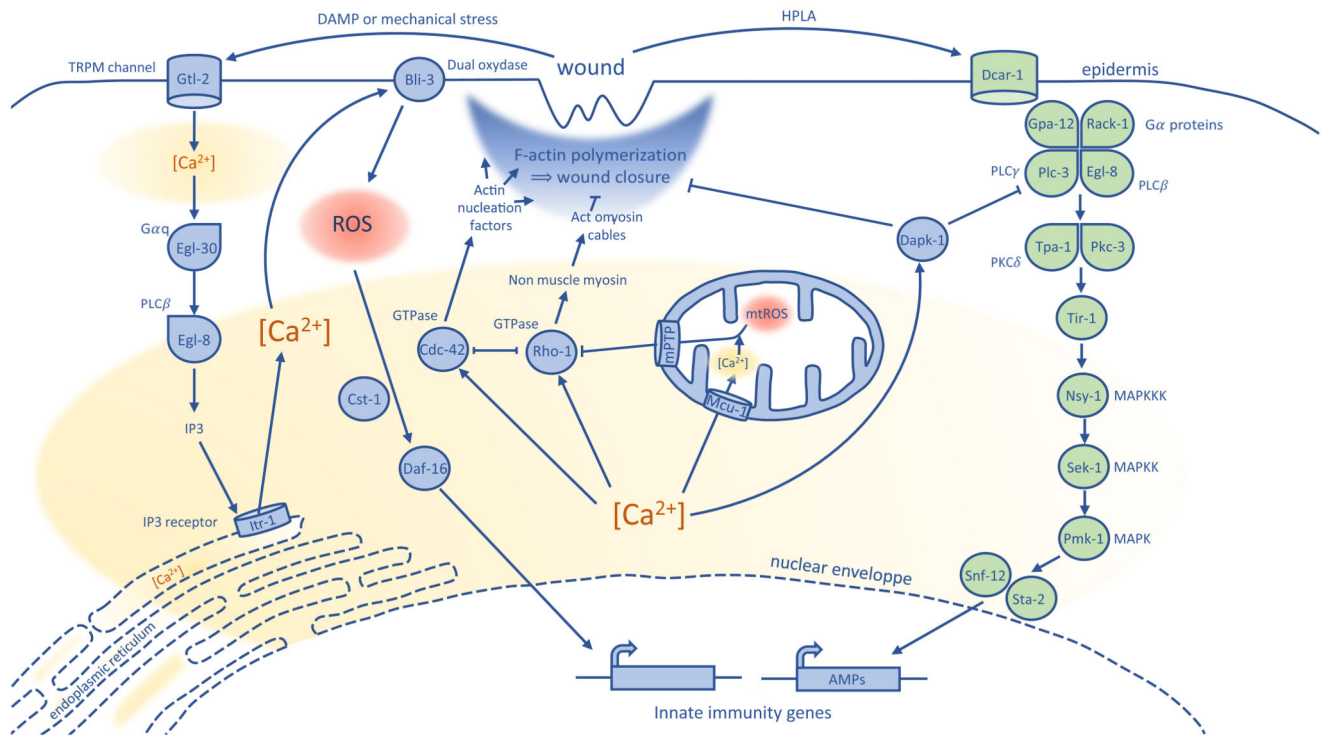 DAMP or mechanical stress
HPLA
TRPM channel
Gtl-2
Bli-3
Dual oxydase
wound
Dcar-1
epidermis
[Ca²⁺]
ROS
F-actin polymerization
⟹ wound closure
Actin
nucleation
factors
Act omyosin
cables
Non muscle myosin
Gpa-12
Rack-1
Gα proteins
PLCγ
Plc-3
Egl-8
PLCβ
Dapk-1
PKCδ
Tpa-1
Pkc-3
Gαq
Egl-30
PLCβ
Egl-8
[Ca²⁺]
GTPase
Cdc-42
GTPase
Rho-1
mPTP
mtROS
[Ca²⁺]
Mcu-1
Tir-1
Cst-1
Nsy-1
MAPKKK
IP3
Daf-16
Sek-1
MAPKK
IP3 receptor
Itr-1
[Ca²⁺]
Pmk-1
MAPK
[Ca²⁺]
nuclear enveloppe
Snf-12
Sta-2
endoplasmic reticulum
AMPs
Innate immunity genes